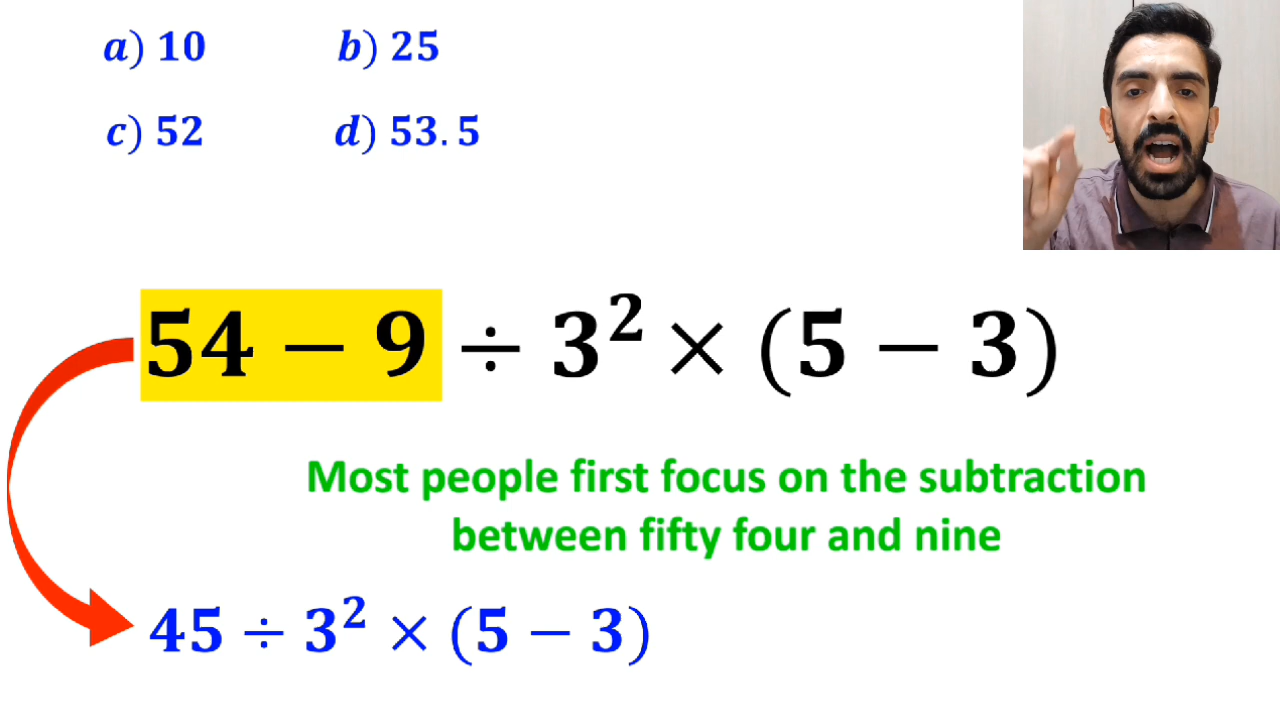 a) 10 b) 25
c) 52 d) 53.5
54 − 9 ÷ 3² × (5 − 3)
Most people first focus on the subtraction
between fifty four and nine
45 ÷ 3² × (5 − 3)